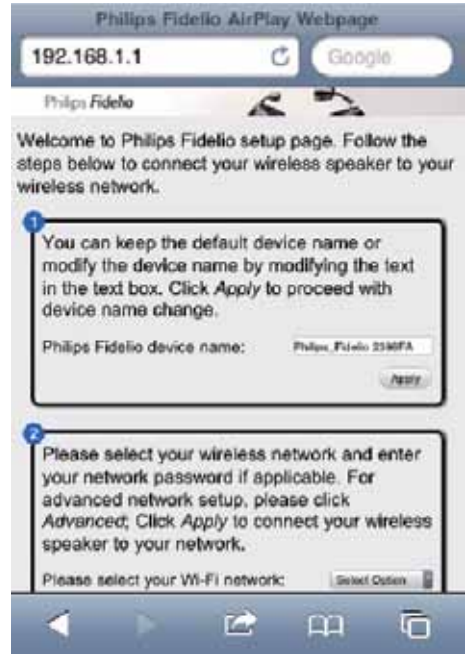 Philips Fidelio AirPlay Webpage
192.168.1.1
Google
Philips Fidelio
Welcome to Philips Fidelio setup page. Follow the
steps below to connect your wireless speaker to your
wireless network.
1
You can keep the default device name or
modify the device name by modifying the text
in the text box. Click Apply to proceed with
device name change.
Philips Fidelio device name:
Philips_Fidelio
Apply
2
Please select your wireless network and enter
your network password if applicable. For
advanced network setup, please click
Advanced; Click Apply to connect your wireless
speaker to your network.
Please select your Wi-Fi network:
Select Option